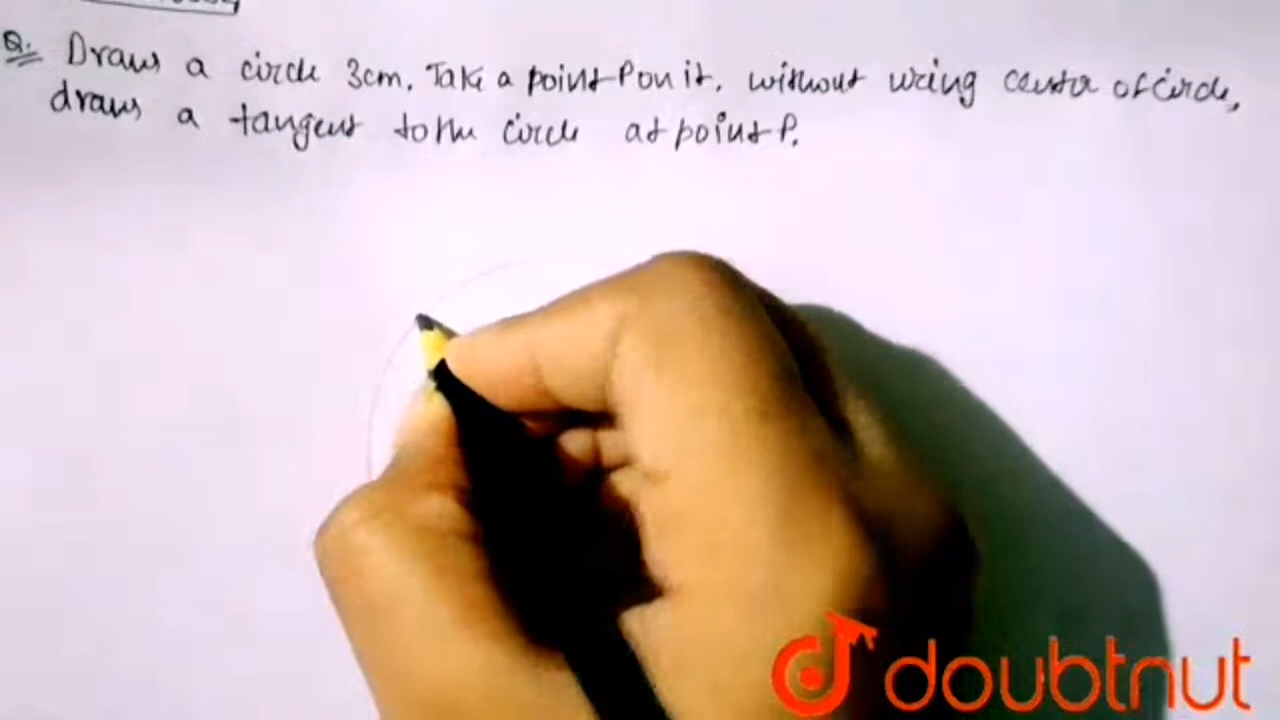 Q. Draw a circle 3cm. Take a point P on it. without using center of circle,
draw a tangent to the circle at point P.
doubtnut